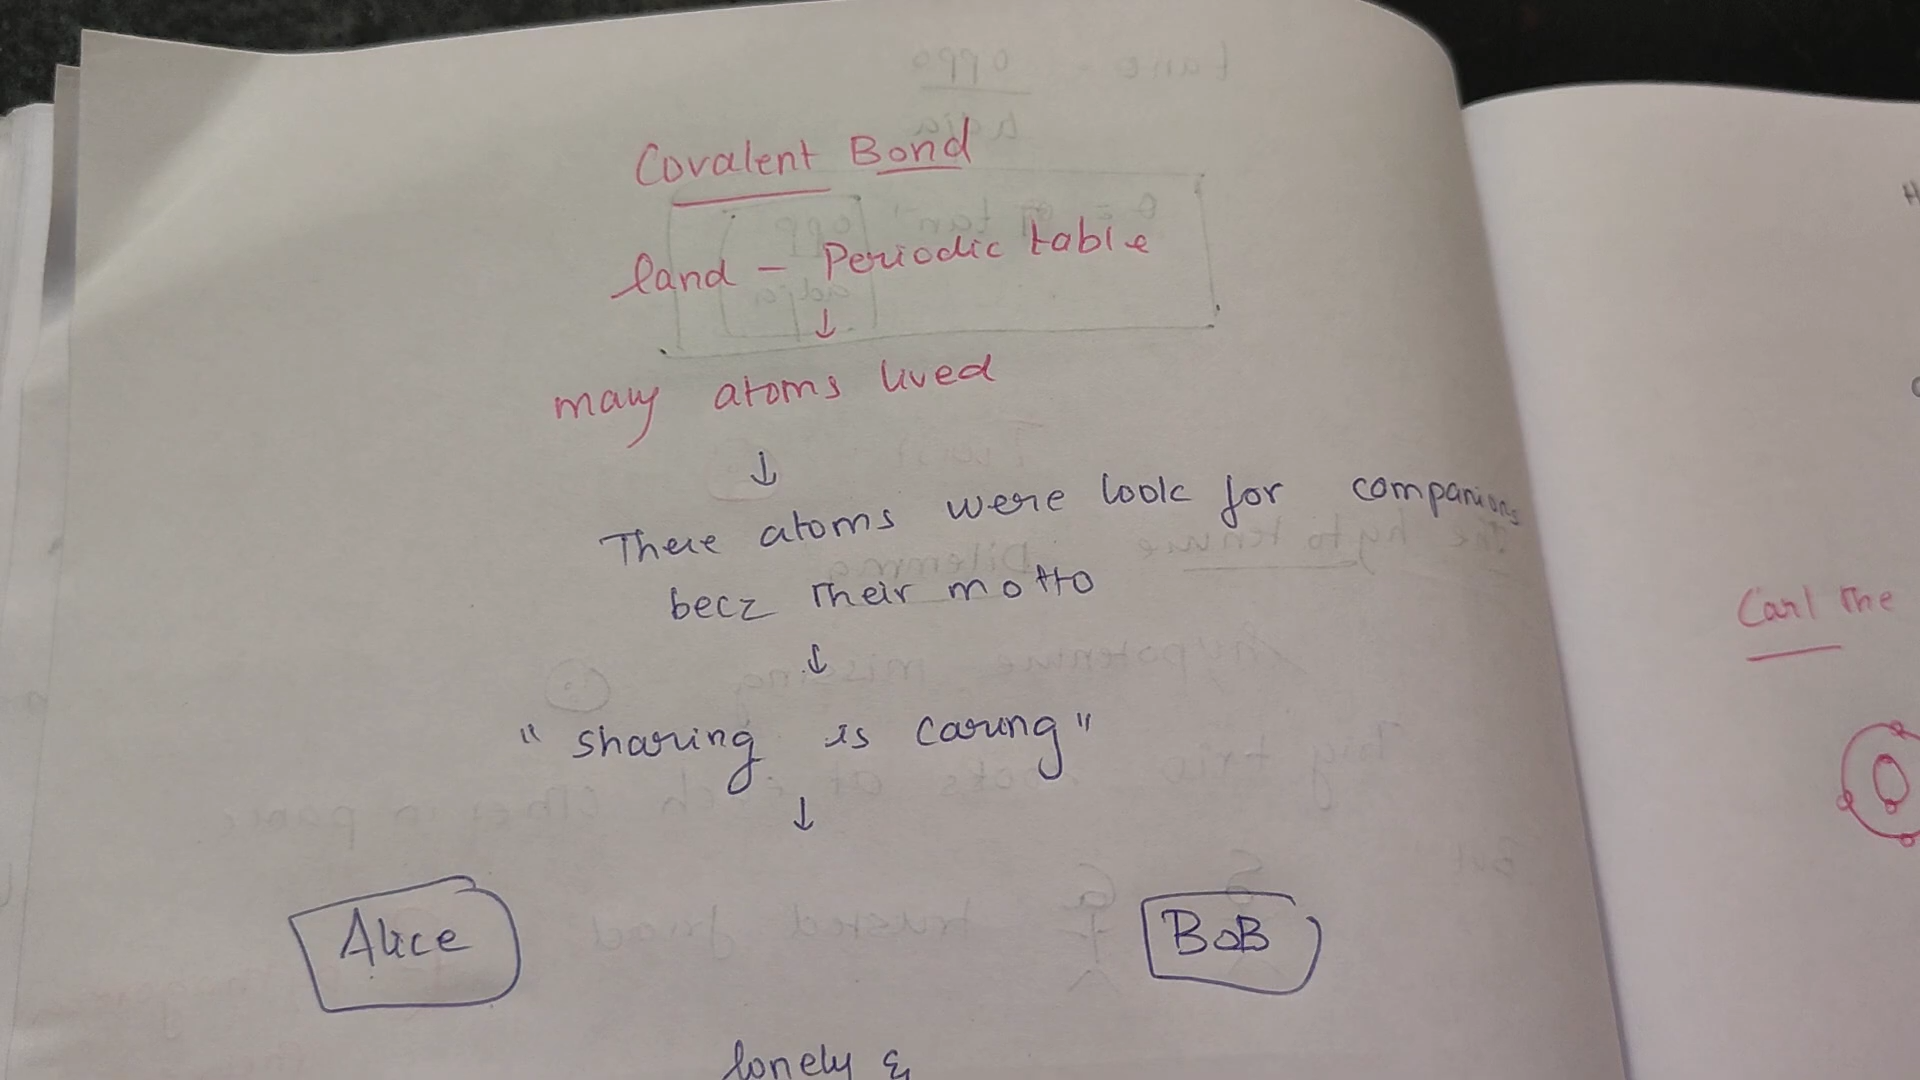 Covalent Bond
land - Periodic table
↓
many atoms lived
↓
These atoms were look for companions
becz Their motto
↓
"sharing is caring"
↓
Alice BOB
lonely &
Carl The